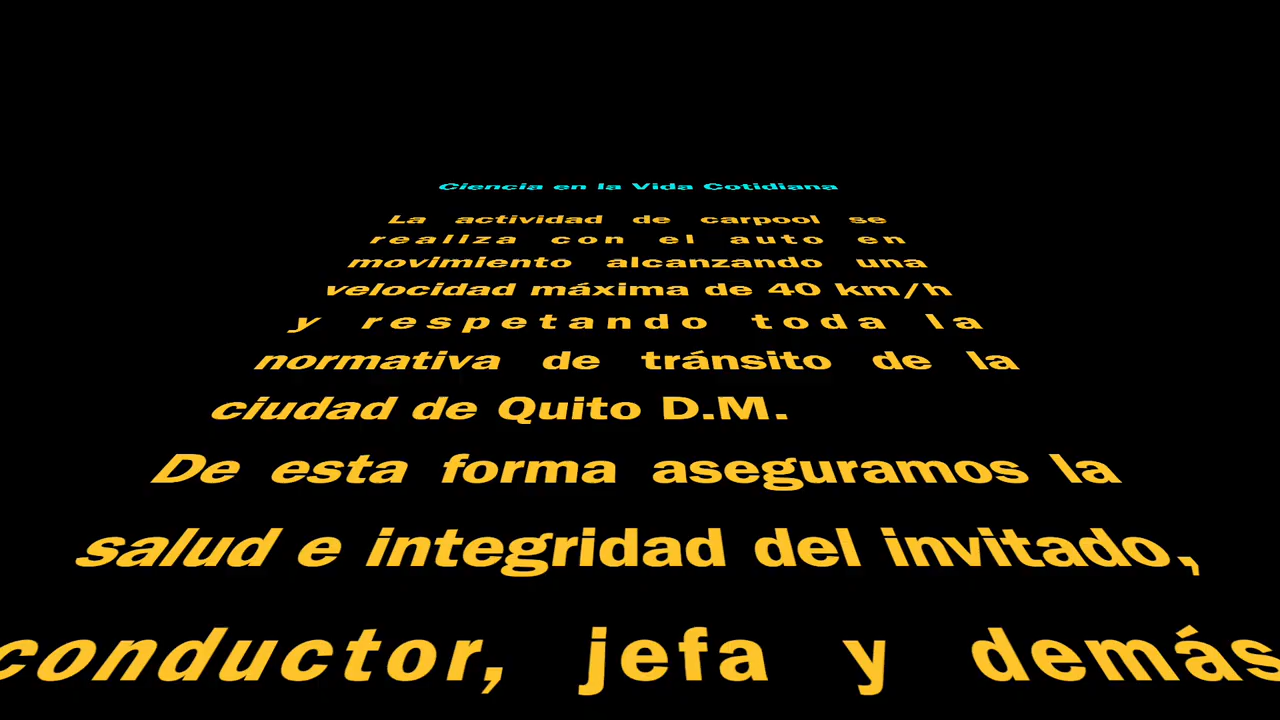 Ciencia en la Vida Cotidiana
La actividad de carpool se
realiza con el auto en
movimiento alcanzando una
velocidad máxima de 40 km/h
y respetando toda la
normativa de tránsito de la
ciudad de Quito D.M.
De esta forma aseguramos la
salud e integridad del invitado,
conductor, jefa y demás